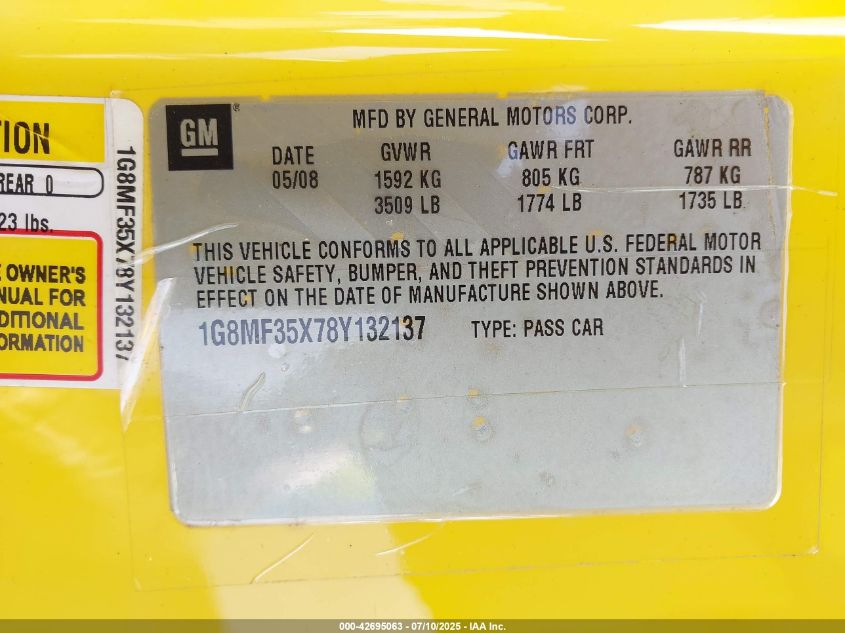 TION
REAR 0
23 lbs.
E OWNER'S
NUAL FOR
DITIONAL
ORMATION
1G8MF35X78Y132137
GM®
MFD BY GENERAL MOTORS CORP.
DATE GVWR GAWR FRT GAWR RR
05/08 1592 KG 805 KG 787 KG
3509 LB 1774 LB 1735 LB
THIS VEHICLE CONFORMS TO ALL APPLICABLE U.S. FEDERAL MOTOR
VEHICLE SAFETY, BUMPER, AND THEFT PREVENTION STANDARDS IN
EFFECT ON THE DATE OF MANUFACTURE SHOWN ABOVE.
1G8MF35X78Y132137 TYPE: PASS CAR
000-42695063 - 07/10/2025 - IAA Inc.